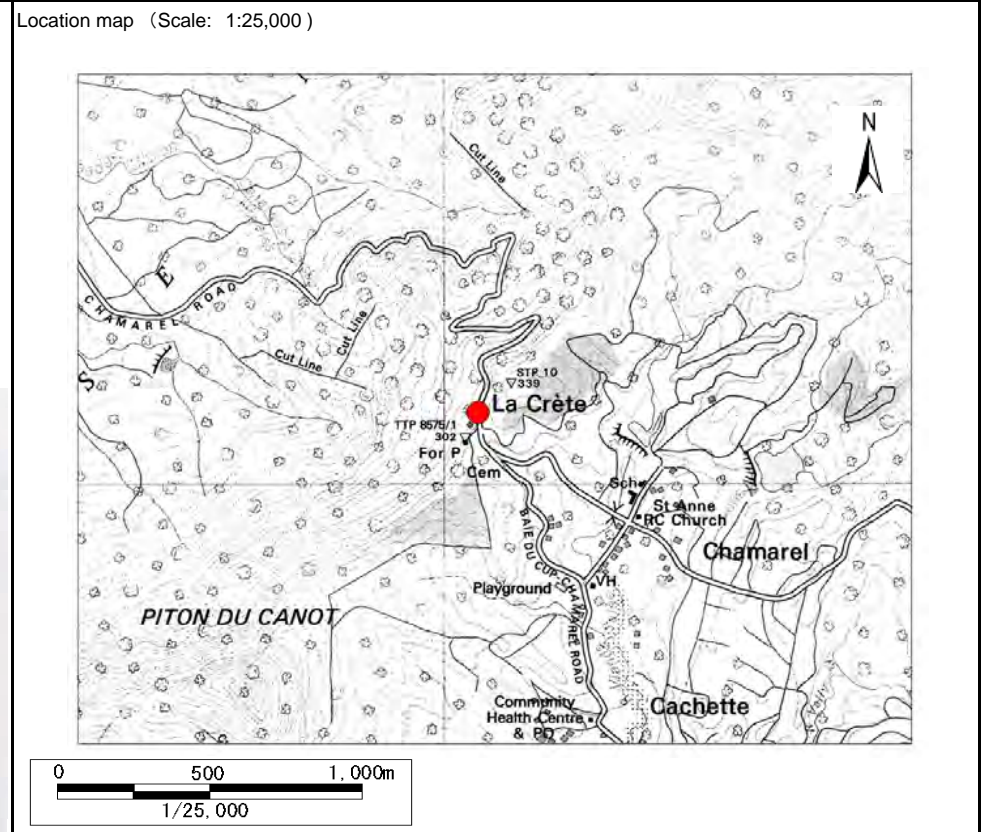 Location map （Scale: 1:25,000 )
N
Cut Line
E
CHAMAREL ROAD
Cut Line
Cut Line
S
STP 10
339
La Crète
TTP 8575/1
302
For P
Cem
Sch
St Anne
RC Church
Chamarel
BAIE DU CUP-CHAMAREL ROAD
Playground
VH
PITON DU CANOT
Community
Health Centre
& PO
Cachette
0 500 1,000m
1/25,000